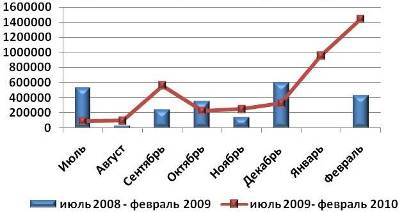 1600000
1400000
1200000
1000000
800000
600000
400000
200000
0
Июль
Август
Сентябрь
Октябрь
Ноябрь
Декабрь
Январь
Февраль
июль 2008 - февраль 2009
июль 2009- февраль 2010